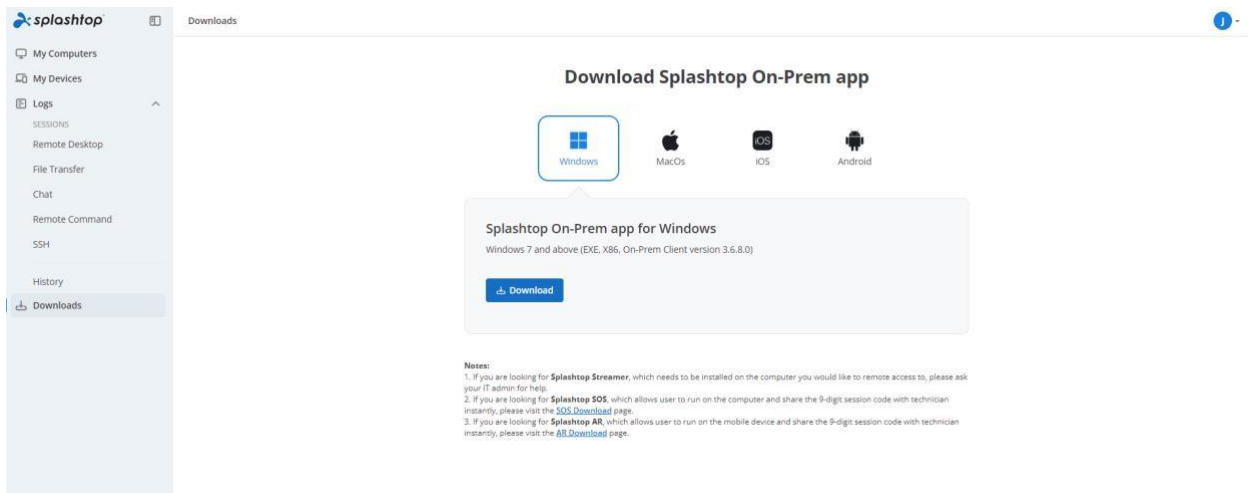 splashtop
Downloads
J
My Computers
My Devices
Logs
SESSIONS
Remote Desktop
File Transfer
Chat
Remote Command
SSH
History
Downloads
Download Splashtop On-Prem app
Windows
MacOs
iOS
iOS
Android
Splashtop On-Prem app for Windows
Windows 7 and above (EXE, X86, On-Prem Client version 3.6.8.0)
Download
Notes:
1. If you are looking for Splashtop Streamer, which needs to be installed on the computer you would like to remote access to, please ask
your IT admin for help.
2. If you are looking for Splashtop SOS, which allows user to run on the computer and share the 9-digit session code with technician
instantly, please visit the SOS Download page.
3. If you are looking for Splashtop AR, which allows user to run on the mobile device and share the 9-digit session code with technician
instantly, please visit the AR Download page.